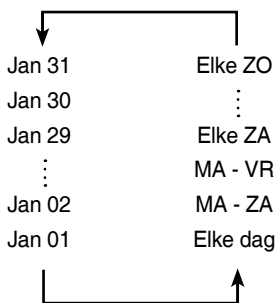 Jan 31 Elke ZO
Jan 30
Jan 29 Elke ZA
MA - VR
Jan 02 MA - ZA
Jan 01 Elke dag